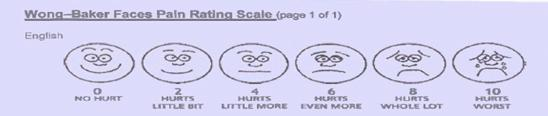 Wong–Baker Faces Pain Rating Scale (page 1 of 1)
English
0 2 4 6 8 10
NO HURT HURTS HURTS HURTS HURTS HURTS
LITTLE BIT LITTLE MORE EVEN MORE WHOLE LOT WORST